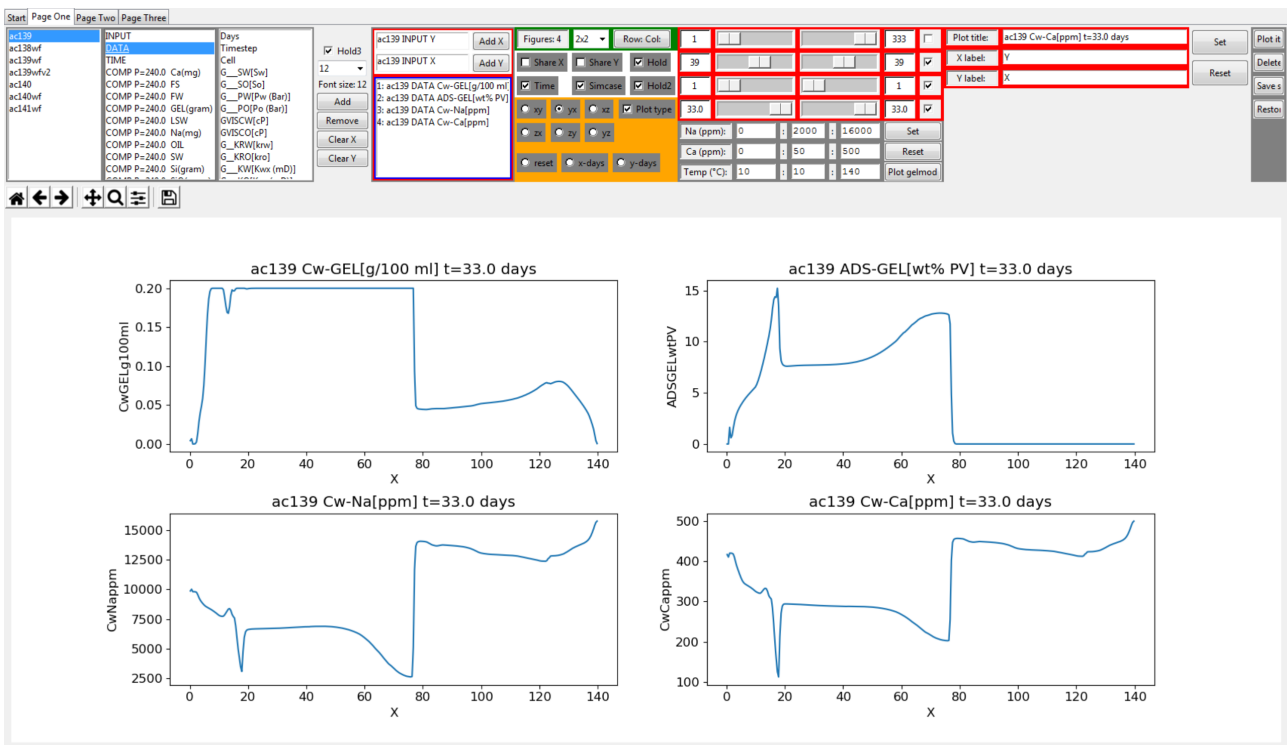 Start Page One Page Two Page Three
ac139
ac138wf
ac139wf
ac139wfv2
ac140
ac140wf
ac141wf
INPUT
DATA
TIME
COMP P=240.0 Ca(mg)
COMP P=240.0 FS
COMP P=240.0 FW
COMP P=240.0 GEL(gram)
COMP P=240.0 LSW
COMP P=240.0 Na(mg)
COMP P=240.0 OIL
COMP P=240.0 SW
COMP P=240.0 Si(gram)
Days
Timestep
Cell
G___SW[Sw]
G___SO[So]
G___PW[Pw (Bar)]
G___PO[Po (Bar)]
GVISCW[cP]
GVISCO[cP]
G__KRW[krw]
G__KRO[kro]
G___KW[Kwx (mD)]
Hold3
12
Font size: 12
Add
Remove
Clear X
Clear Y
ac139 INPUT Y Add X
ac139 INPUT X Add Y
1: ac139 DATA Cw-GEL[g/100 ml]
2: ac139 DATA ADS-GEL[wt% PV]
3: ac139 DATA Cw-Na[ppm]
4: ac139 DATA Cw-Ca[ppm]
Figures: 4 2x2 Row: Col:
Share X Share Y Hold
Time Simcase Hold2
xy yx xz Plot type
zx zy yz
reset x-days y-days
1 333
39 39
1 1
33.0 33.0
Na (ppm): 0 : 2000 : 16000 Set
Ca (ppm): 0 : 50 : 500 Reset
Temp (°C): 10 : 10 : 140 Plot gelmod
Plot title: ac139 Cw-Ca[ppm] t=33.0 days
X label: Y
Y label: X
Set
Reset
Plot it
Delete
Save s
Restor
ac139 Cw-GEL[g/100 ml] t=33.0 days
CwGELg100ml
0.20
0.15
0.10
0.05
0.00
0 20 40 60 80 100 120 140
X
ac139 ADS-GEL[wt% PV] t=33.0 days
ADSGELwtPV
15
10
5
0
0 20 40 60 80 100 120 140
X
ac139 Cw-Na[ppm] t=33.0 days
CwNappm
15000
12500
10000
7500
5000
2500
0 20 40 60 80 100 120 140
X
ac139 Cw-Ca[ppm] t=33.0 days
CwCappm
500
400
300
200
100
0 20 40 60 80 100 120 140
X